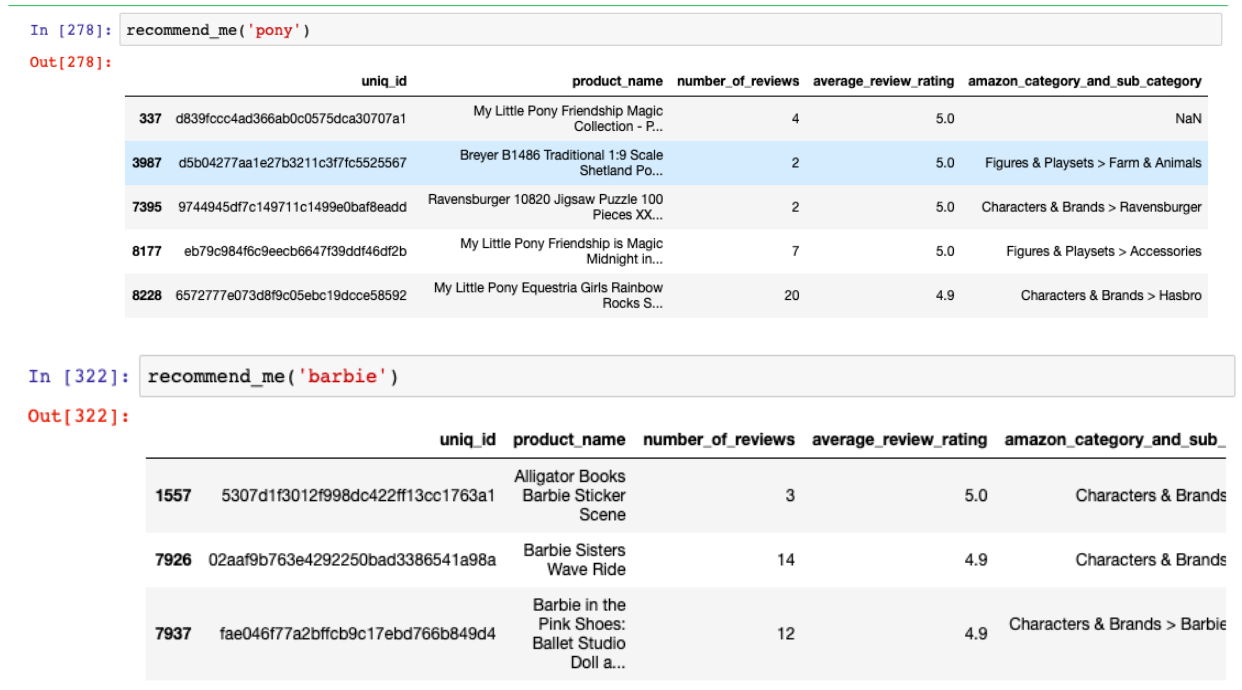 In [278]: recommend_me('pony')
Out[278]:
uniq_id product_name number_of_reviews average_review_rating amazon_category_and_sub_category
337 d839fccc4ad366ab0c0575dca30707a1 My Little Pony Friendship Magic Collection - P... 4 5.0 NaN
3987 d5b04277aa1e27b3211c3f7fc5525567 Breyer B1486 Traditional 1:9 Scale Shetland Po... 2 5.0 Figures & Playsets > Farm & Animals
7395 9744945df7c149711c1499e0baf8eadd Ravensburger 10820 Jigsaw Puzzle 100 Pieces XX... 2 5.0 Characters & Brands > Ravensburger
8177 eb79c984f6c9eecb6647f39ddf46df2b My Little Pony Friendship is Magic Midnight in... 7 5.0 Figures & Playsets > Accessories
8228 6572777e073d8f9c05ebc19dcce58592 My Little Pony Equestria Girls Rainbow Rocks S... 20 4.9 Characters & Brands > Hasbro
In [322]: recommend_me('barbie')
Out[322]:
uniq_id product_name number_of_reviews average_review_rating amazon_category_and_sub_
1557 5307d1f3012f998dc422ff13cc1763a1 Alligator Books Barbie Sticker Scene 3 5.0 Characters & Brands
7926 02aaf9b763e4292250bad3386541a98a Barbie Sisters Wave Ride 14 4.9 Characters & Brands
7937 fae046f77a2bffcb9c17ebd766b849d4 Barbie in the Pink Shoes: Ballet Studio Doll a... 12 4.9 Characters & Brands > Barbie